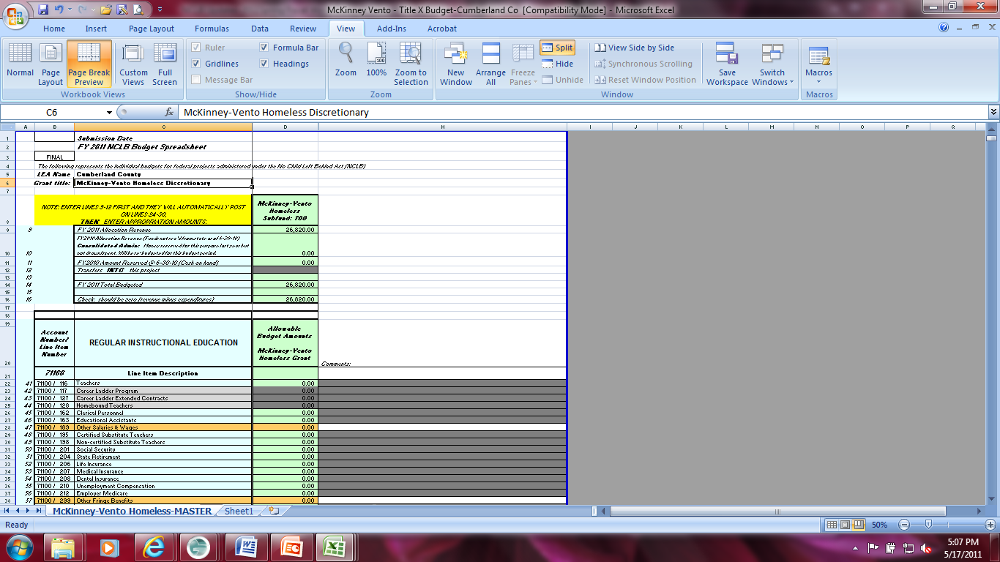 McKinney Vento - Title X Budget-Cumberland Co [Compatibility Mode] - Microsoft Excel
Home Insert Page Layout Formulas Data Review View Add-Ins Acrobat
Normal Page Layout Page Break Preview Custom Views Full Screen
Workbook Views
Ruler Formula Bar
Gridlines Headings
Message Bar
Show/Hide
Zoom 100% Zoom to Selection
Zoom
New Window Arrange All Freeze Panes
Split
Hide
Unhide
View Side by Side
Synchronous Scrolling
Reset Window Position
Save Workspace Switch Windows
Window
Macros
Macros
C6 fx McKinney-Vento Homeless Discretionary
A B C D H I J K L M N O P Q
1 Submission Date
2 FY 2011 NCLB Budget Spreadsheet
3 FINAL
4 The following represents the individual budgets for federal projects administered under the No Child Left Behind Act (NCLB)
5 LEA Name Cumberland County
6 Grant title: McKinney-Vento Homeless Discretionary
7
8 NOTE: ENTER LINES 9-12 FIRST AND THEY WILL AUTOMATICALLY POST
ON LINES 24-30,
THEN ENTER APPROPRIATION AMOUNTS.
McKinney-Vento
Homeless
Subfund: 700
9 9 FY 2011 Allocation Revenue 26,820.00
FY 2010 Allocation Revenue (Funds not rec'd from state as of 6-30-10)
Consolidated Admin: Money reserved for this purpose last year but
10 10 not drawn/spent. Will be re-budgeted for this budget period. 0.00
11 11 FY 2010 Amount Reserved @ 6-30-10 (Cash on hand) 0.00
12 12 Transfers INTO this project
13 13
14 14 FY 2011 Total Budgeted 26,820.00
15 15
16 16 Check: should be zero (revenue minus expenditures) 26,820.00
17
18
19
20 Account
Number/
Line Item
Number
REGULAR INSTRUCTIONAL EDUCATION
Allowable
Budget Amounts
McKinney-Vento
Homeless Grant
Comments:
21 71100 Line Item Description
22 41 71100 / 116 Teachers 0.00
23 42 71100 / 117 Career Ladder Program 0.00
24 43 71100 / 127 Career Ladder Extended Contracts 0.00
25 44 71100 / 128 Homebound Teachers 0.00
26 45 71100 / 162 Clerical Personnel 0.00
27 46 71100 / 163 Educational Assistants 0.00
28 47 71100 / 189 Other Salaries & Wages 0.00
29 48 71100 / 195 Certified Substitute Teachers 0.00
30 49 71100 / 198 Non-certified Substitute Teachers 0.00
31 50 71100 / 201 Social Security 0.00
32 51 71100 / 204 State Retirement 0.00
33 52 71100 / 206 Life Insurance 0.00
34 53 71100 / 207 Medical Insurance 0.00
35 54 71100 / 208 Dental Insurance 0.00
36 55 71100 / 210 Unemployment Compensation 0.00
37 56 71100 / 212 Employer Medicare 0.00
38 57 71100 / 299 Other Fringe Benefits 0.00
McKinney-Vento Homeless-MASTER Sheet1
Ready 50%
5:07 PM
5/17/2011